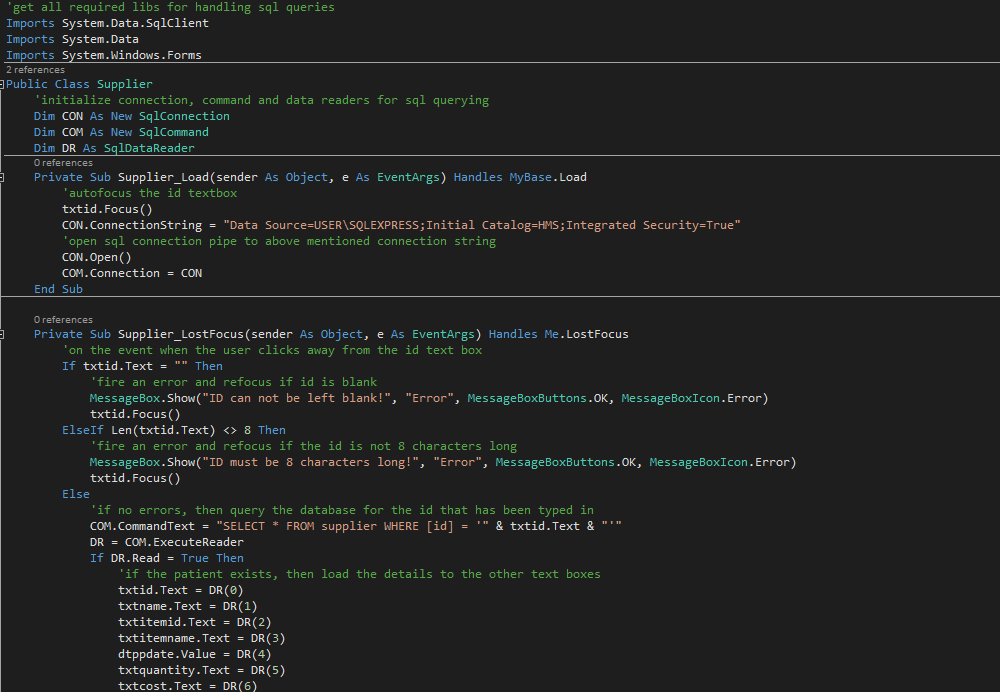 'get all required libs for handling sql queries
Imports System.Data.SqlClient
Imports System.Data
Imports System.Windows.Forms
2 references
Public Class Supplier
'initialize connection, command and data readers for sql querying
Dim CON As New SqlConnection
Dim COM As New SqlCommand
Dim DR As SqlDataReader
0 references
Private Sub Supplier_Load(sender As Object, e As EventArgs) Handles MyBase.Load
'autofocus the id textbox
txtid.Focus()
CON.ConnectionString = "Data Source=USER\SQLEXPRESS;Initial Catalog=HMS;Integrated Security=True"
'open sql connection pipe to above mentioned connection string
CON.Open()
COM.Connection = CON
End Sub
0 references
Private Sub Supplier_LostFocus(sender As Object, e As EventArgs) Handles Me.LostFocus
'on the event when the user clicks away from the id text box
If txtid.Text = "" Then
'fire an error and refocus if id is blank
MessageBox.Show("ID can not be left blank!", "Error", MessageBoxButtons.OK, MessageBoxIcon.Error)
txtid.Focus()
ElseIf Len(txtid.Text) <> 8 Then
'fire an error and refocus if the id is not 8 characters long
MessageBox.Show("ID must be 8 characters long!", "Error", MessageBoxButtons.OK, MessageBoxIcon.Error)
txtid.Focus()
Else
'if no errors, then query the database for the id that has been typed in
COM.CommandText = "SELECT * FROM supplier WHERE [id] = '" & txtid.Text & "'"
DR = COM.ExecuteReader
If DR.Read = True Then
'if the patient exists, then load the details to the other text boxes
txtid.Text = DR(0)
txtname.Text = DR(1)
txtitemid.Text = DR(2)
txtitemname.Text = DR(3)
dtppdate.Value = DR(4)
txtquantity.Text = DR(5)
txtcost.Text = DR(6)